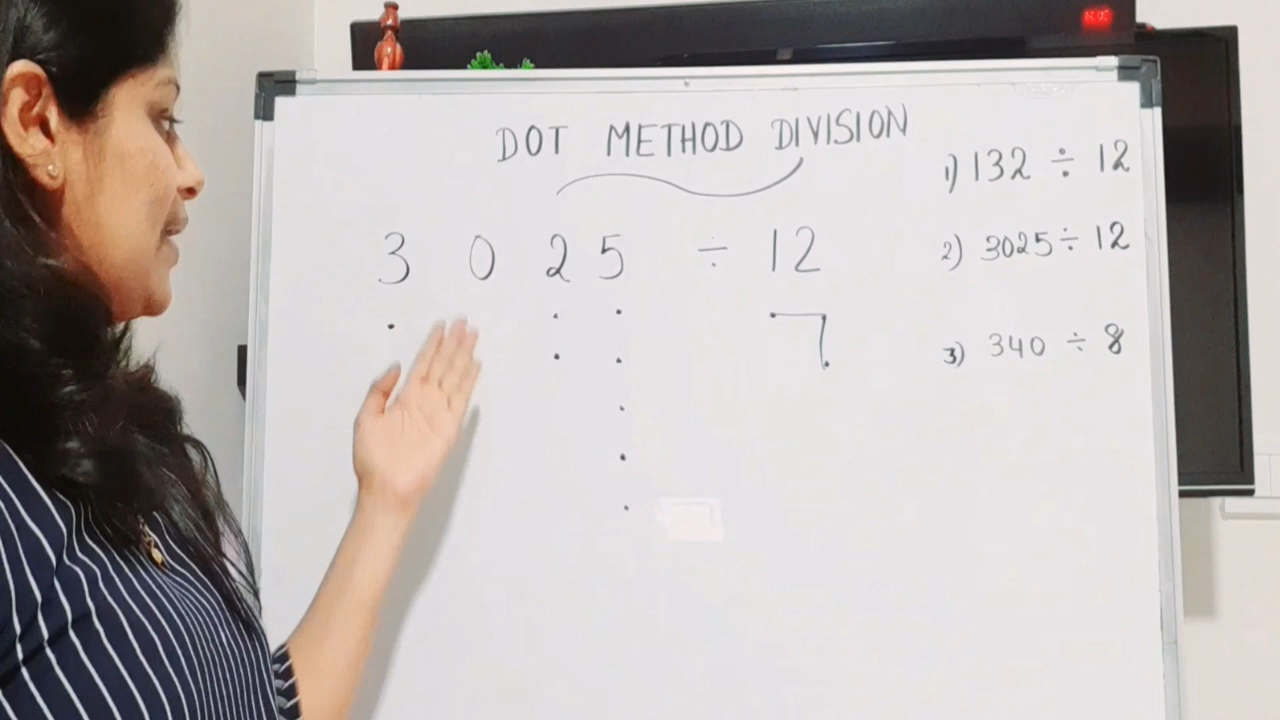 DOT METHOD DIVISION
3 0 2 5 ÷ 12
1) 132 ÷ 12
2) 3025 ÷ 12
3) 340 ÷ 8